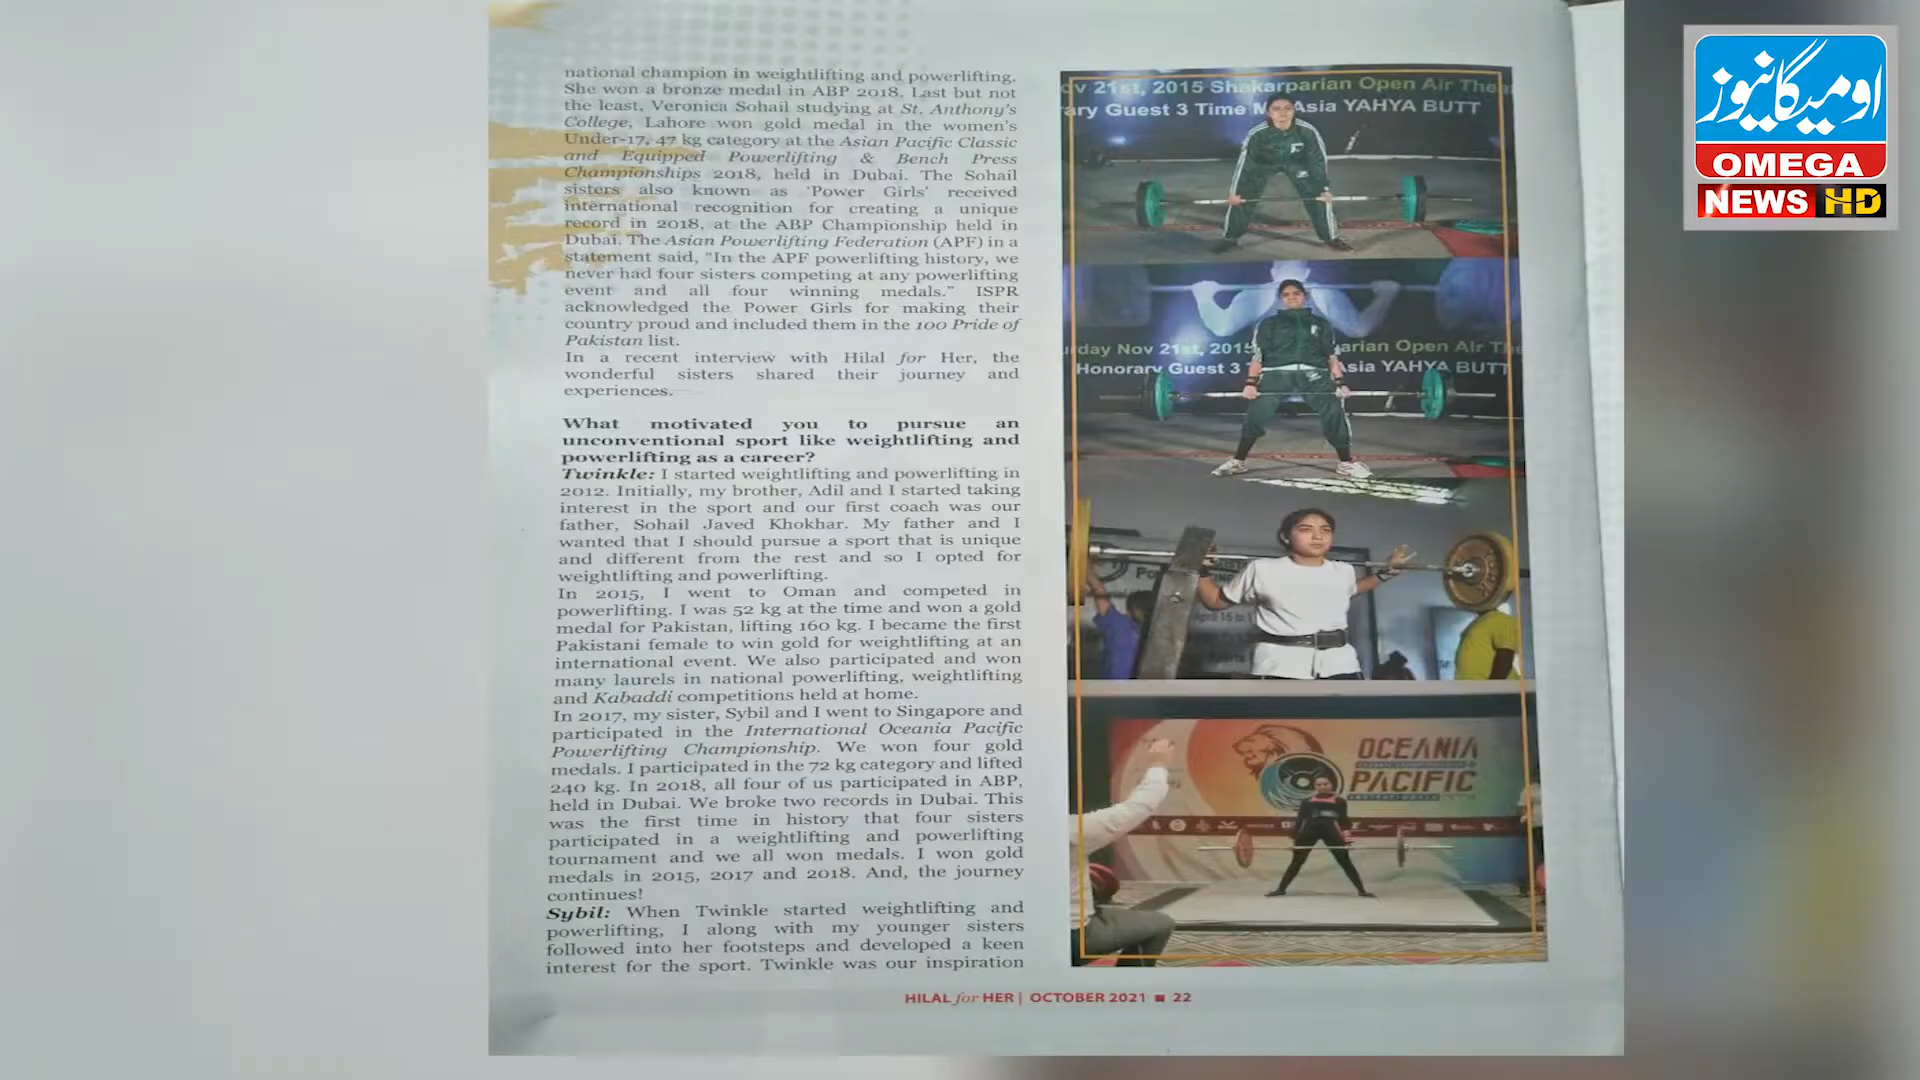 national champion in weightlifting and powerlifting.
She won a bronze medal in ABP 2018. Last but not
the least, Veronica Sohail studying at St. Anthony's
College, Lahore won gold medal in the women's
Under-17, 47 kg category at the Asian Pacific Classic
and Equipped Powerlifting & Bench Press
Championships 2018, held in Dubai. The Sohail
sisters also known as 'Power Girls' received
international recognition for creating a unique
record in 2018, at the ABP Championship held in
Dubai. The Asian Powerlifting Federation (APF) in a
statement said, "In the APF powerlifting history, we
never had four sisters competing at any powerlifting
event and all four winning medals." ISPR
acknowledged the Power Girls for making their
country proud and included them in the 100 Pride of
Pakistan list.
In a recent interview with Hilal for Her, the
wonderful sisters shared their journey and
experiences.
What motivated you to pursue an
unconventional sport like weightlifting and
powerlifting as a career?
Twinkle: I started weightlifting and powerlifting in
2012. Initially, my brother, Adil and I started taking
interest in the sport and our first coach was our
father, Sohail Javed Khokhar. My father and I
wanted that I should pursue a sport that is unique
and different from the rest and so I opted for
weightlifting and powerlifting.
In 2015, I went to Oman and competed in
powerlifting. I was 52 kg at the time and won a gold
medal for Pakistan, lifting 160 kg. I became the first
Pakistani female to win gold for weightlifting at an
international event. We also participated and won
many laurels in national powerlifting, weightlifting
and Kabaddi competitions held at home.
In 2017, my sister, Sybil and I went to Singapore and
participated in the International Oceania Pacific
Powerlifting Championship. We won four gold
medals. I participated in the 72 kg category and lifted
240 kg. In 2018, all four of us participated in ABP,
held in Dubai. We broke two records in Dubai. This
was the first time in history that four sisters
participated in a weightlifting and powerlifting
tournament and we all won medals. I won gold
medals in 2015, 2017 and 2018. And, the journey
continues!
Sybil: When Twinkle started weightlifting and
powerlifting, I along with my younger sisters
followed into her footsteps and developed a keen
interest for the sport. Twinkle was our inspiration
ov 21st, 2015 Shakarparian Open Air Thea
ary Guest 3 Time M Asia YAHYA BUTT
urday Nov 21st, 2015 arian Open Air The
Honorary Guest 3 Asia YAHYA BUTT
OCEANIA
PACIFIC
HILAL for HER | OCTOBER 2021 ■ 22
اومیگا نیوز
OMEGA
NEWS HD